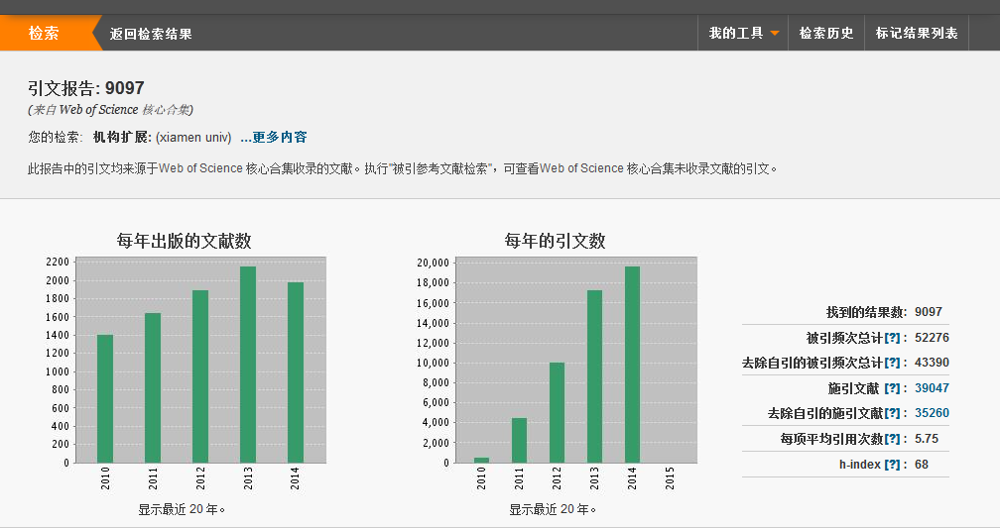 检索
返回检索结果
我的工具
检索历史
标记结果列表
引文报告: 9097
(来自 Web of Science 核心合集)
您的检索: 机构扩展: (xiamen univ) ...更多内容
此报告中的引文均来源于Web of Science 核心合集收录的文献。执行"被引参考文献检索"，可查看Web of Science 核心合集未收录文献的引文。
每年出版的文献数
2200
2000
1800
1600
1400
1200
1000
800
600
400
200
0
2010
2011
2012
2013
2014
显示最近 20 年。
每年的引文数
20,000
18,000
16,000
14,000
12,000
10,000
8,000
6,000
4,000
2,000
0
2010
2011
2012
2013
2014
2015
显示最近 20 年。
找到的结果数: 9097
被引频次总计[?] : 52276
去除自引的被引频次总计[?] : 43390
施引文献 [?] : 39047
去除自引的施引文献[?] : 35260
每项平均引用次数[?] : 5.75
h-index [?] : 68